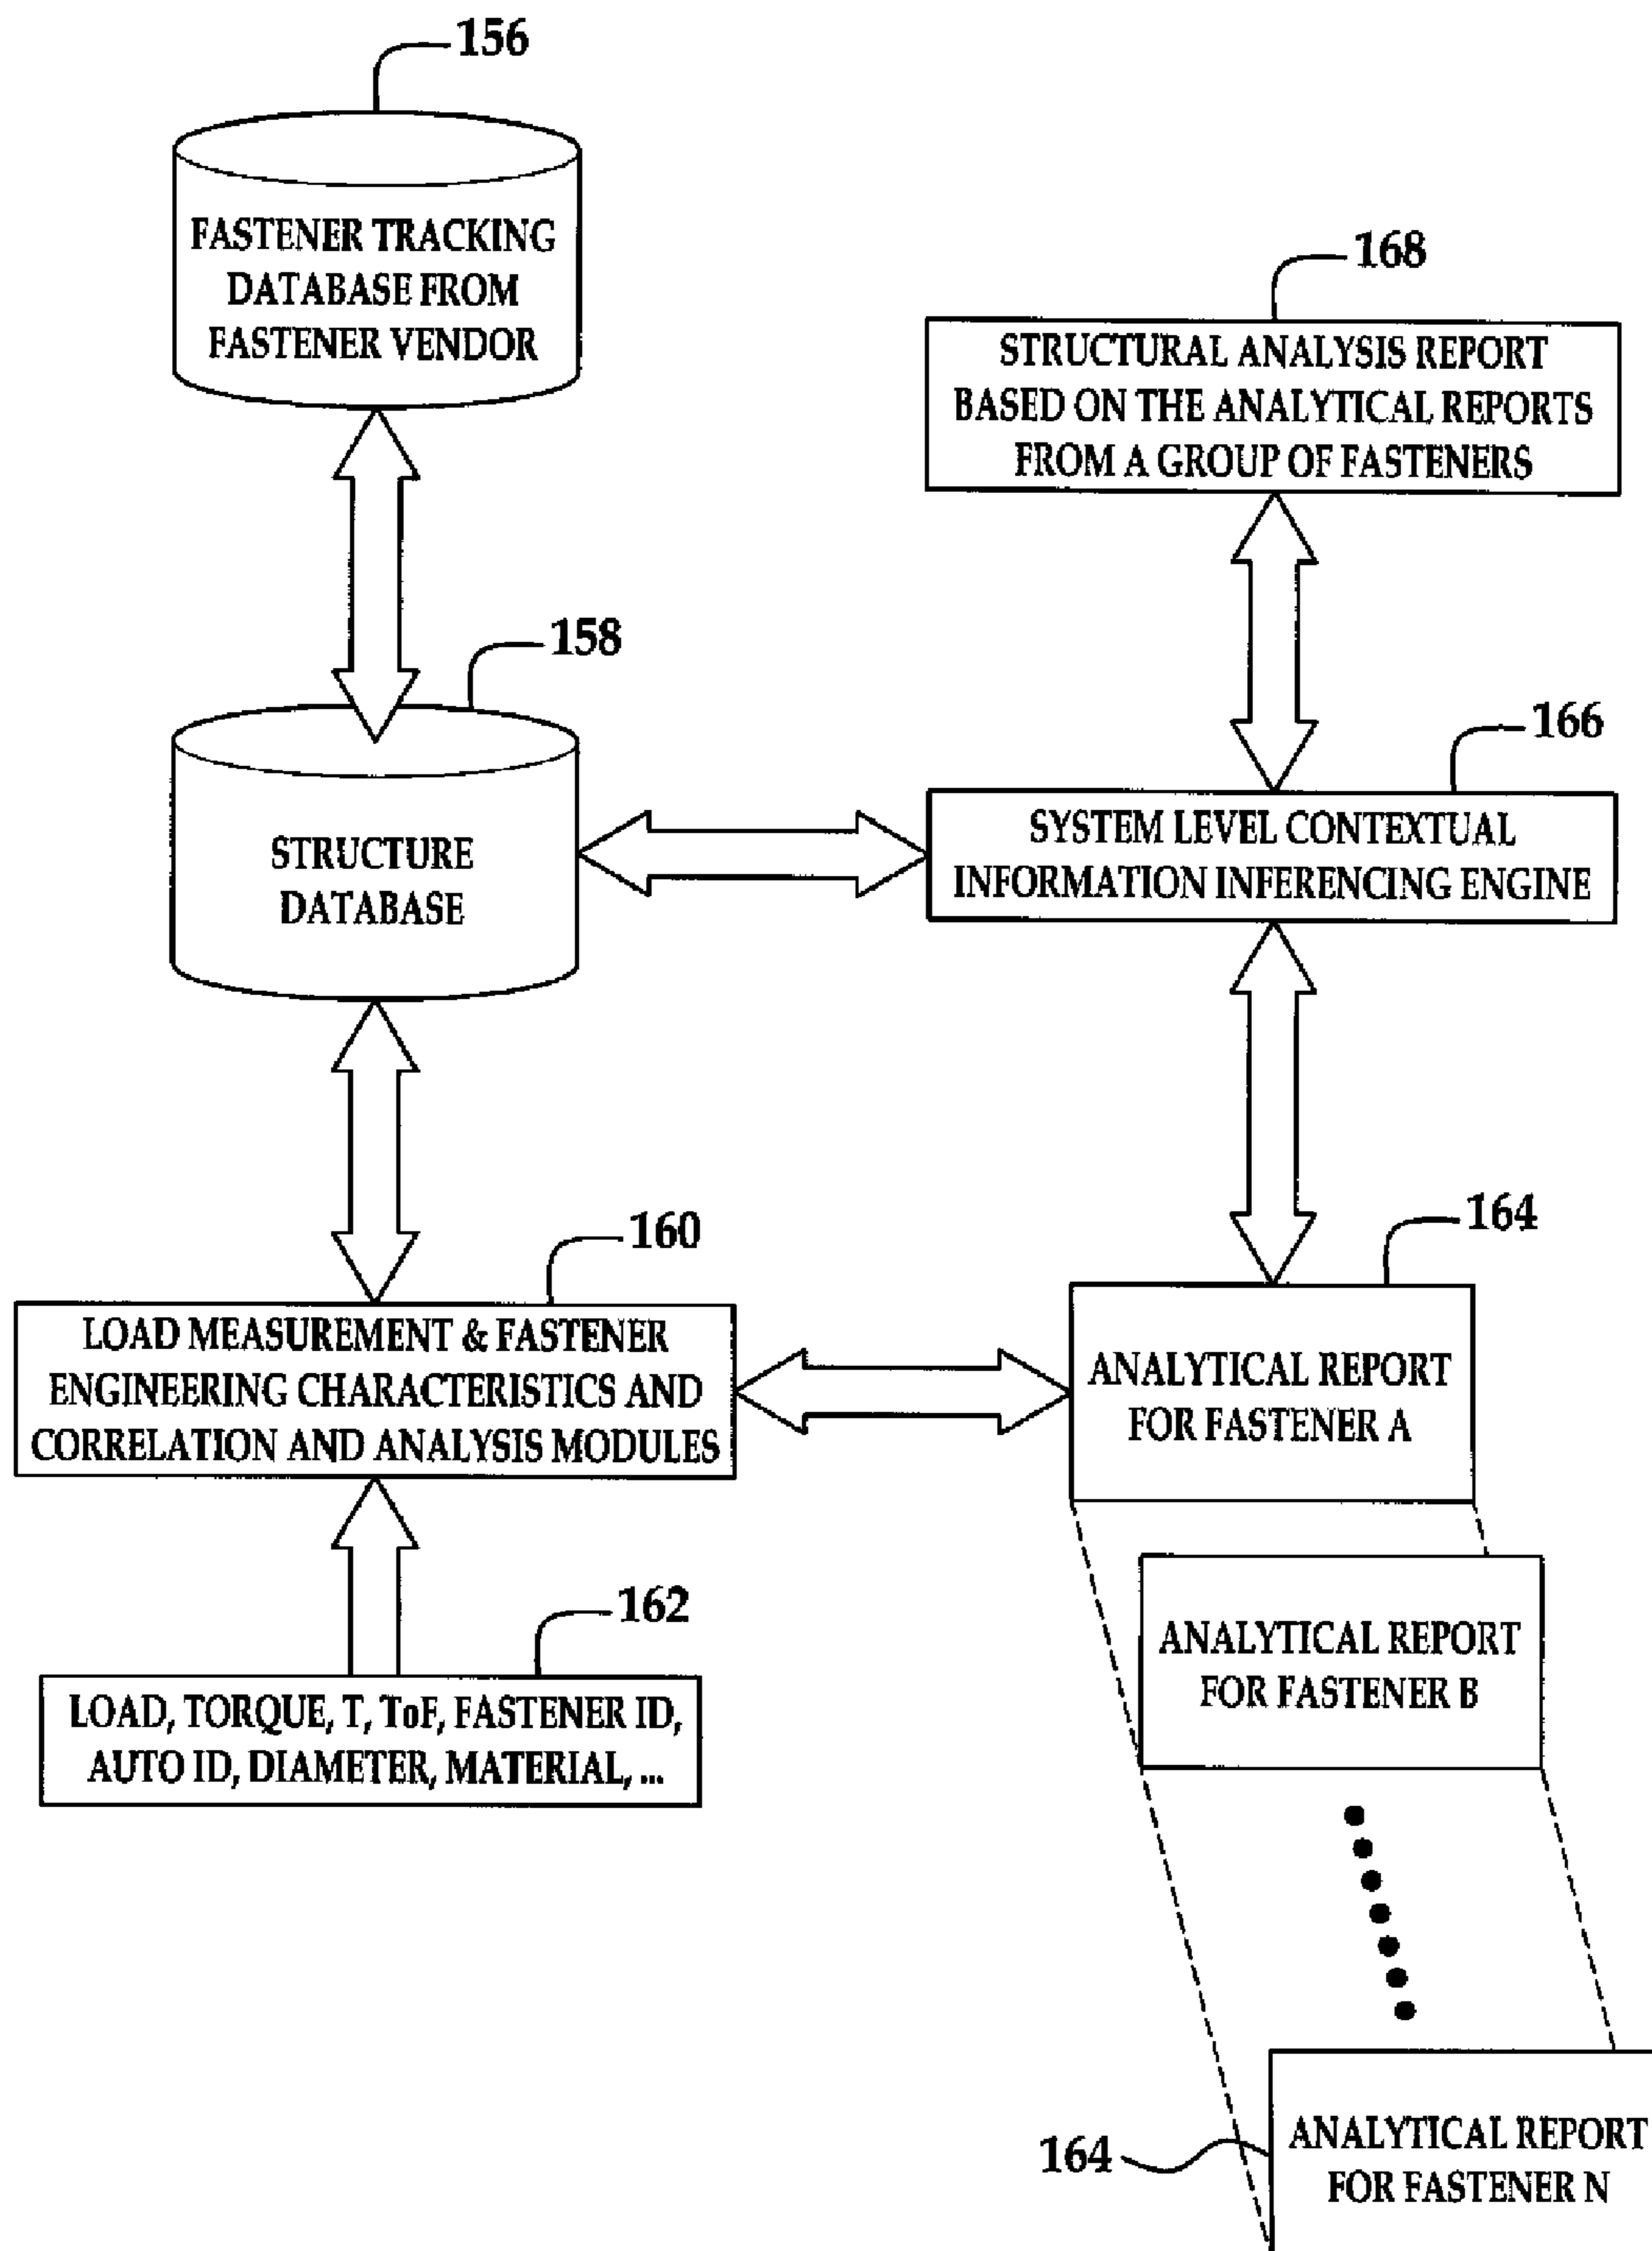 156
FASTENER TRACKING
DATABASE FROM
FASTENER VENDOR
168
STRUCTURAL ANALYSIS REPORT
BASED ON THE ANALYTICAL REPORTS
FROM A GROUP OF FASTENERS
158
STRUCTURE
DATABASE
166
SYSTEM LEVEL CONTEXTUAL
INFORMATION INFERENCING ENGINE
160
LOAD MEASUREMENT & FASTENER
ENGINEERING CHARACTERISTICS AND
CORRELATION AND ANALYSIS MODULES
164
ANALYTICAL REPORT
FOR FASTENER A
162
LOAD, TORQUE, T, ToF, FASTENER ID,
AUTO ID, DIAMETER, MATERIAL, ...
ANALYTICAL REPORT
FOR FASTENER B
164
ANALYTICAL REPORT
FOR FASTENER N